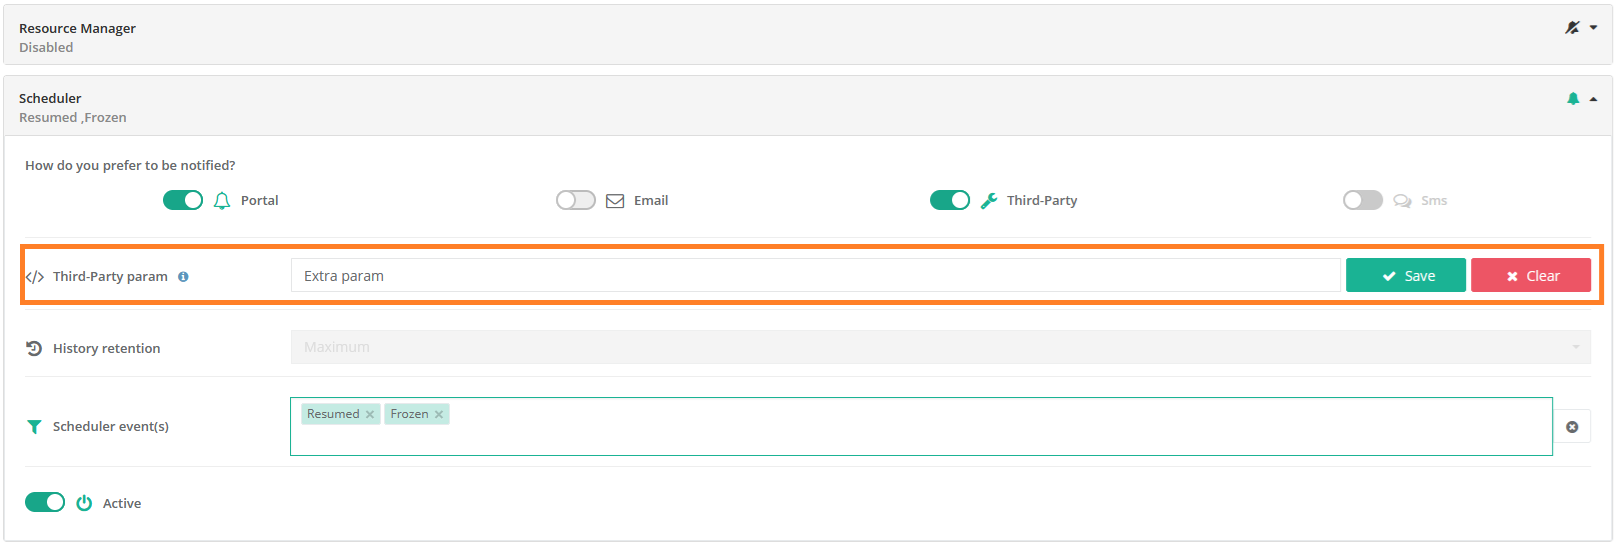 Resource Manager
Disabled
Scheduler
Resumed ,Frozen
How do you prefer to be notified?
Portal Email Third-Party Sms
</> Third-Party param Extra param Save Clear
History retention Maximum
Scheduler event(s) Resumed × Frozen ×
Active